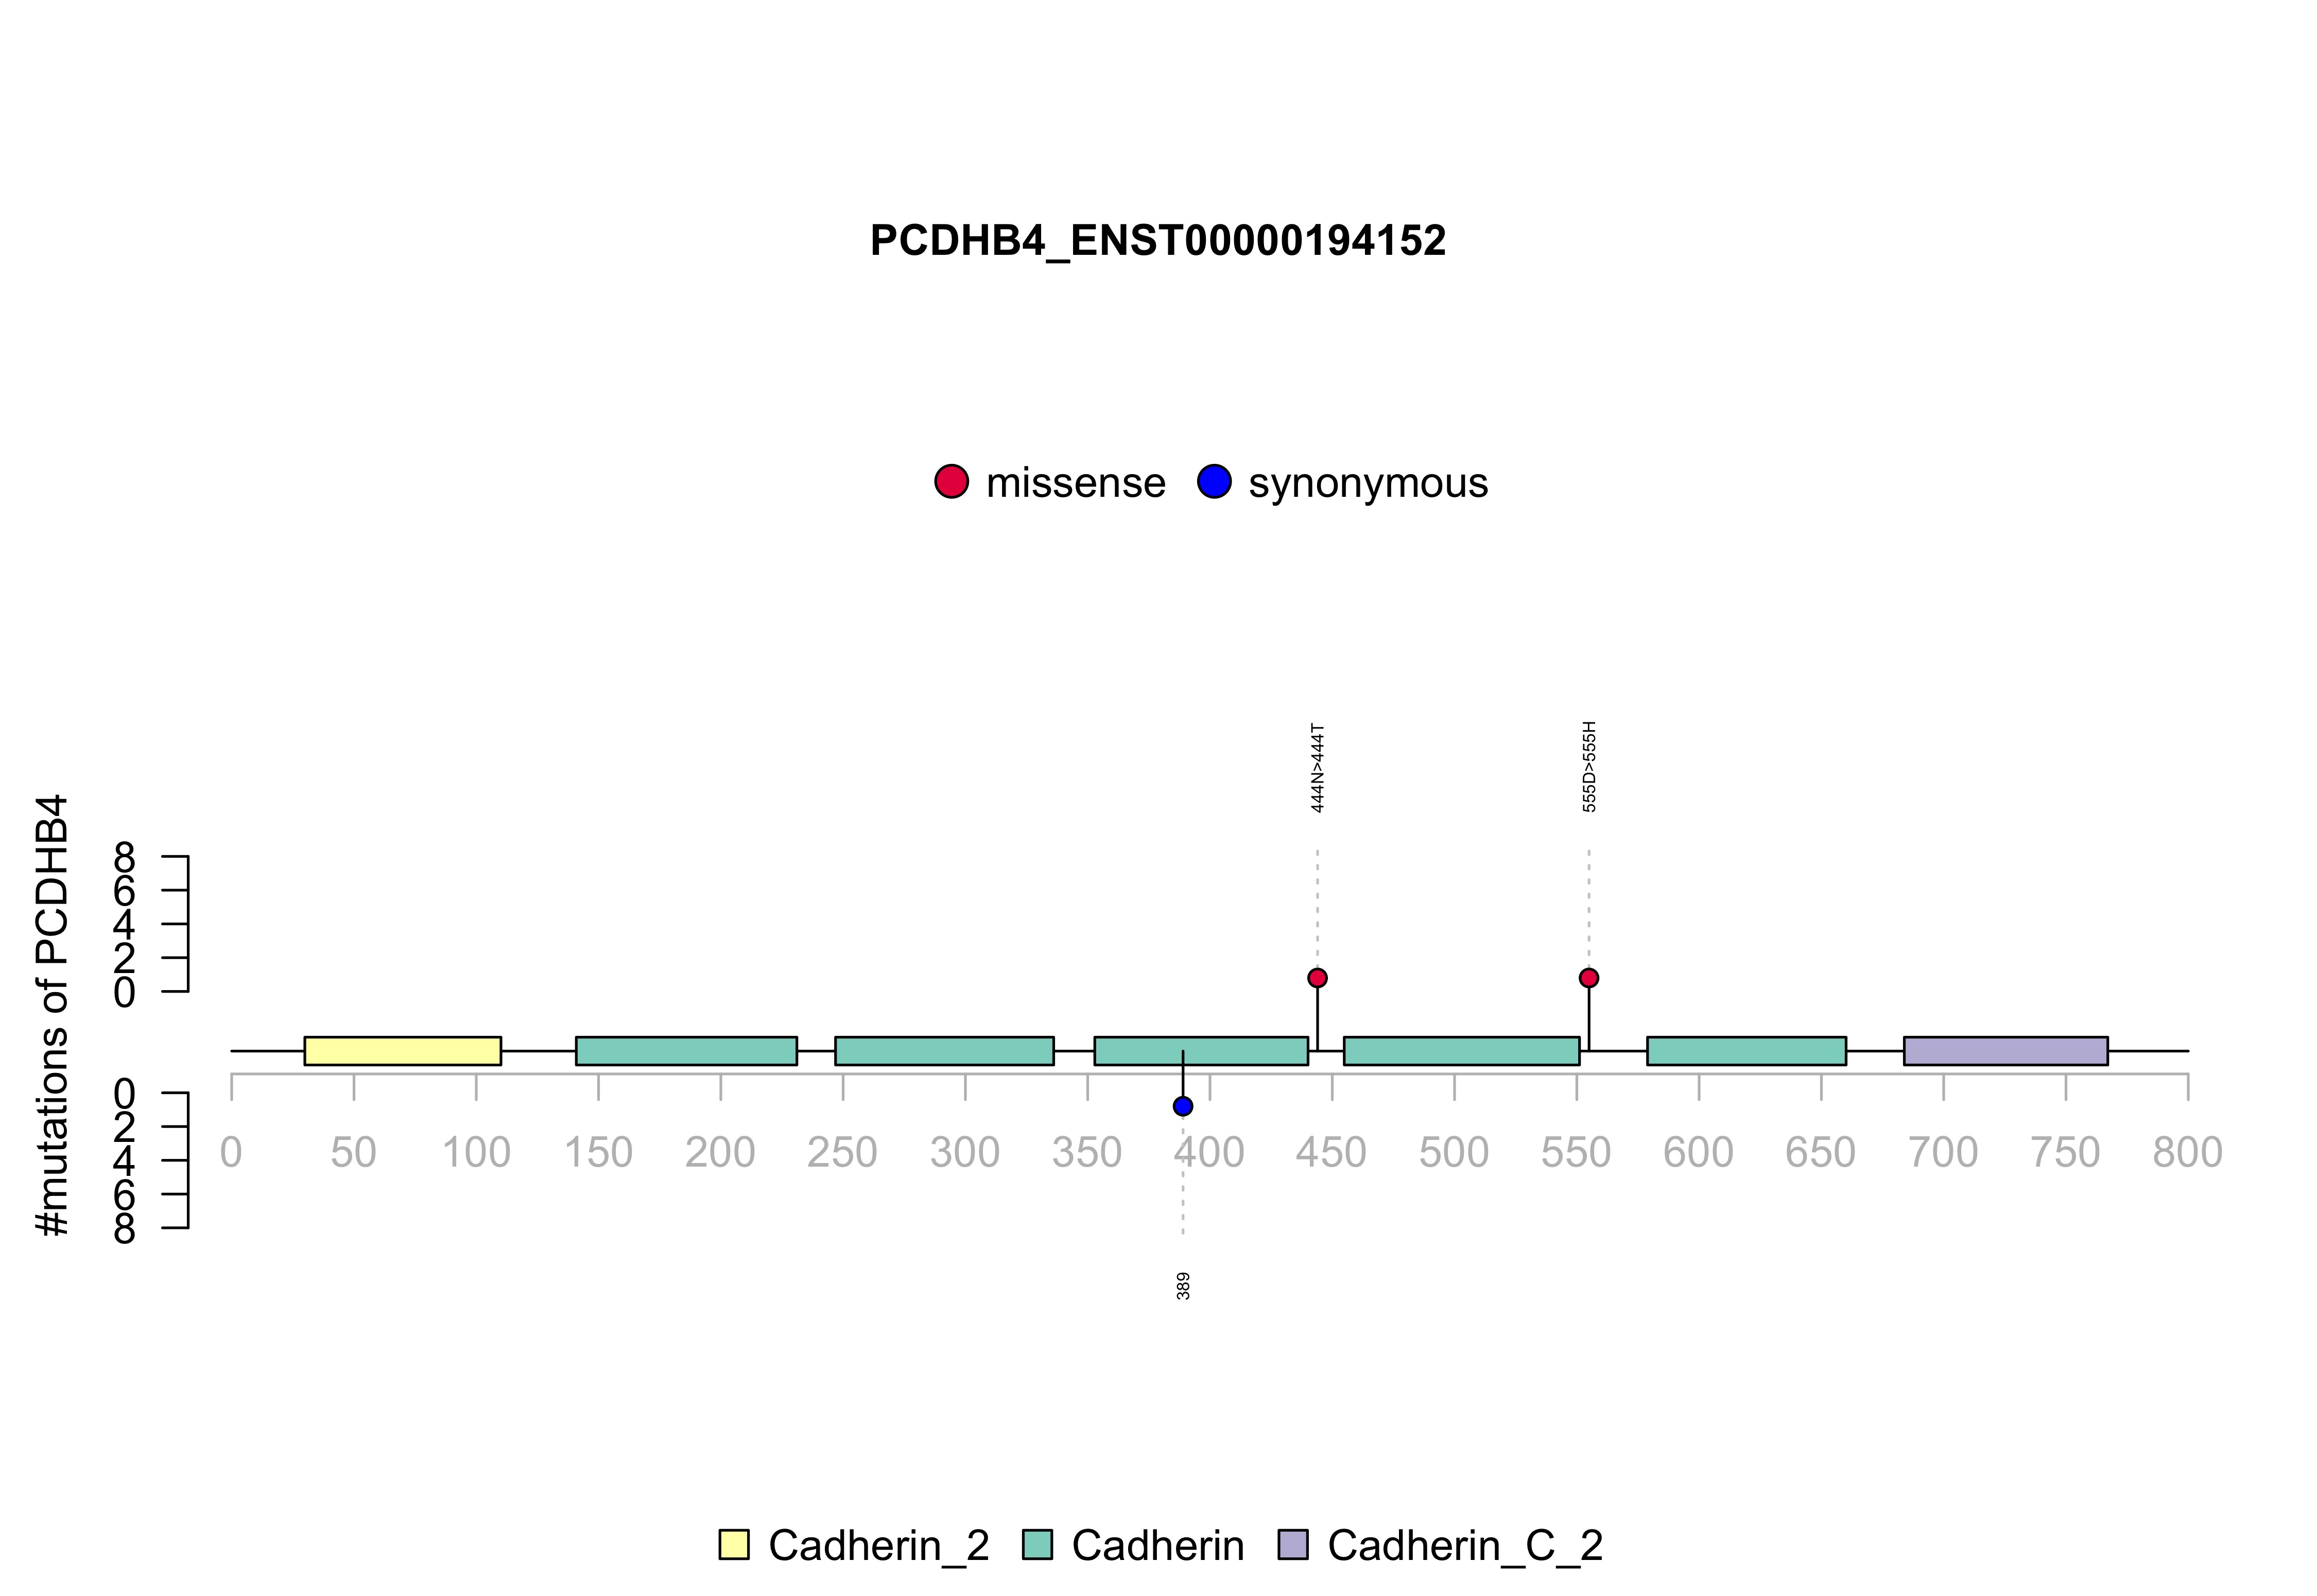 PCDHB4_ENST00000194152
missense synonymous
444N>444T
555D>555H
#mutations of PCDHB4
8
6
4
2
0
0
2
4
6
8
0 50 100 150 200 250 300 350 400 450 500 550 600 650 700 750 800
389
Cadherin_2 Cadherin Cadherin_C_2